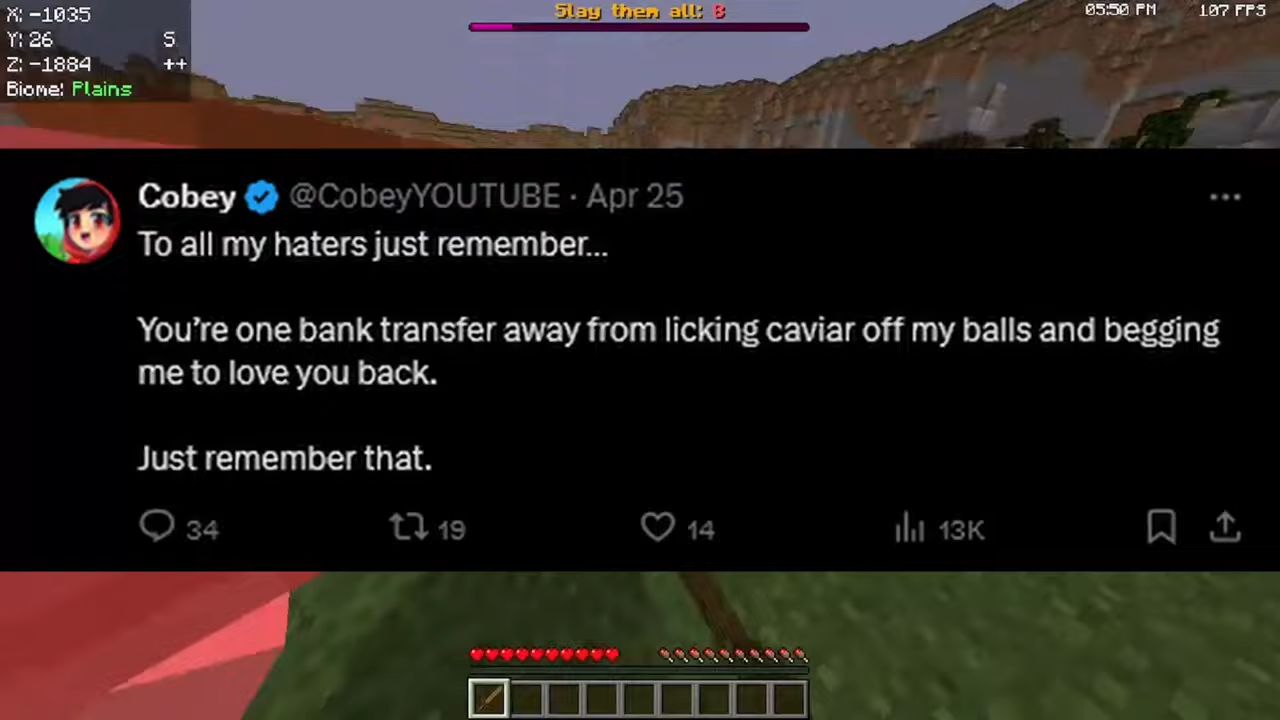 X: -1035
Slay them all: 8
05:50 PM
107 FPS
Y: 26
S
Z: -1884
++
Biome: Plains
Cobey @CobeyYOUTUBE · Apr 25
To all my haters just remember...
You're one bank transfer away from licking caviar off my balls and begging
me to love you back.
Just remember that.
34
19
14
13K